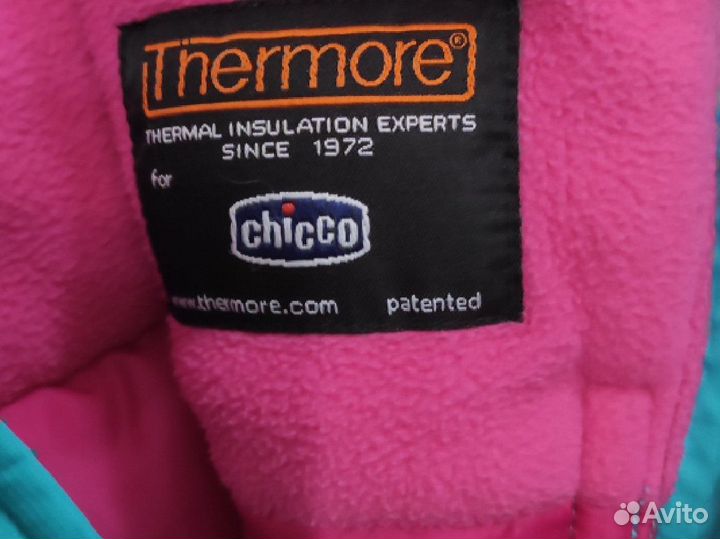 Thermore®
THERMAL INSULATION EXPERTS
SINCE 1972
for
chicco
www.thermore.com patented
Avito